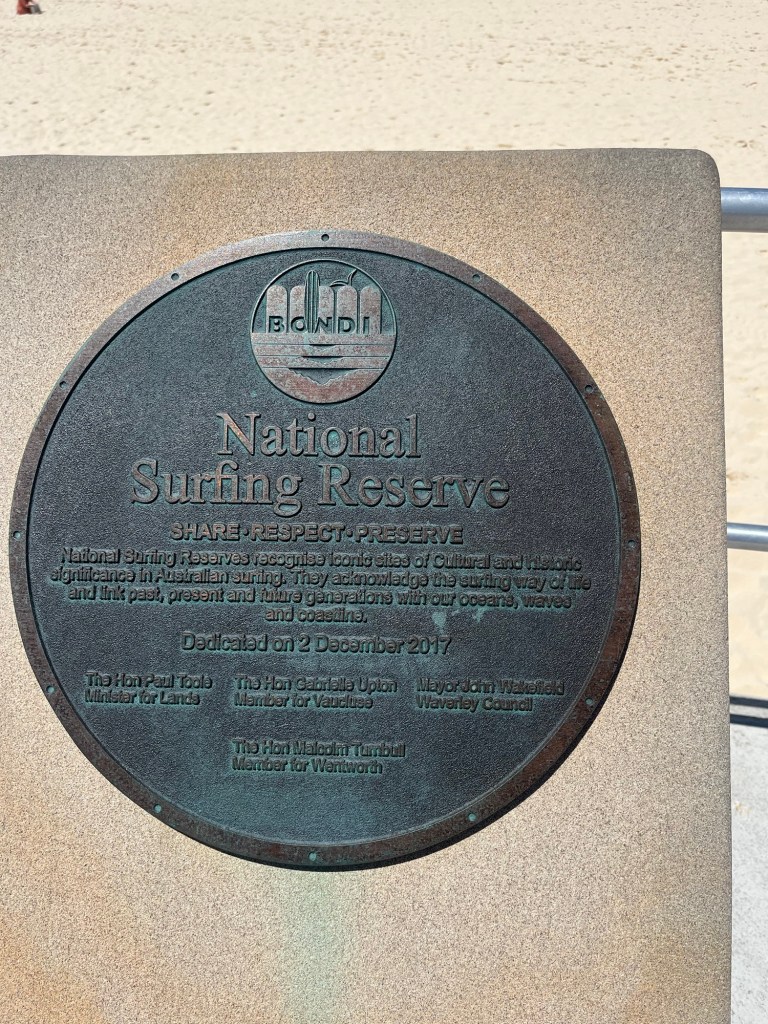 BONDI
National
Surfing Reserve
SHARE·RESPECT·PRESERVE
National Surfing Reserves recognise iconic sites of Cultural and Historic
significance in Australian surfing. They acknowledge the surfing way of life
and link past, present and future generations with our oceans, waves
and coastline.
Dedicated on 2 December 2017
The Hon Paul Toole
Minister for Lands
The Hon Gabrielle Upton
Member for Vaucluse
Mayor John Wakefield
Waverley Council
The Hon Malcolm Turnbull
Member for Wentworth